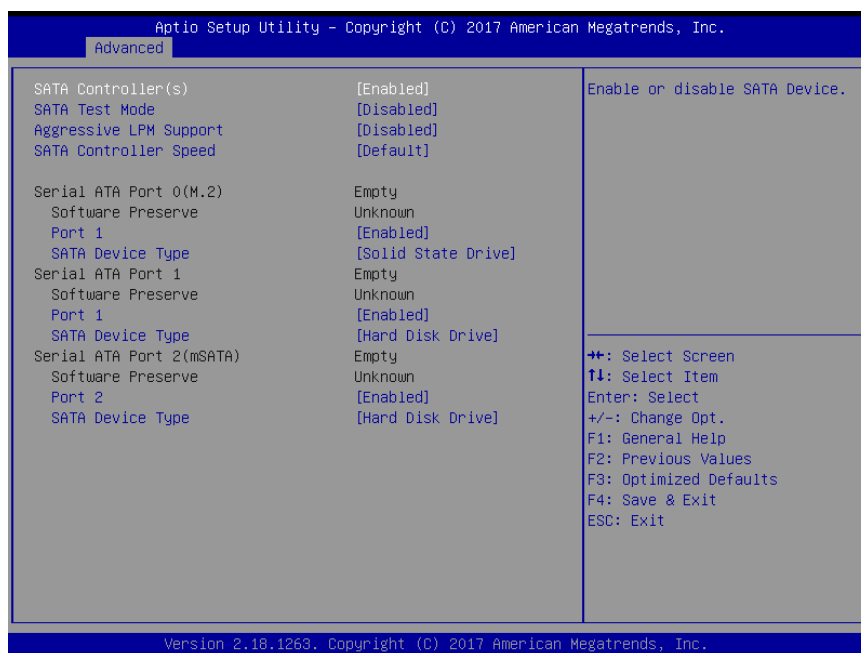 Aptio Setup Utility – Copyright (C) 2017 American Megatrends, Inc.
Advanced
SATA Controller(s) [Enabled]
SATA Test Mode [Disabled]
Aggressive LPM Support [Disabled]
SATA Controller Speed [Default]
Serial ATA Port 0(M.2) Empty
Software Preserve Unknown
Port 1 [Enabled]
SATA Device Type [Solid State Drive]
Serial ATA Port 1 Empty
Software Preserve Unknown
Port 1 [Enabled]
SATA Device Type [Hard Disk Drive]
Serial ATA Port 2(mSATA) Empty
Software Preserve Unknown
Port 2 [Enabled]
SATA Device Type [Hard Disk Drive]
Enable or disable SATA Device.
→←: Select Screen
↑↓: Select Item
Enter: Select
+/-: Change Opt.
F1: General Help
F2: Previous Values
F3: Optimized Defaults
F4: Save & Exit
ESC: Exit
Version 2.18.1263. Copyright (C) 2017 American Megatrends, Inc.